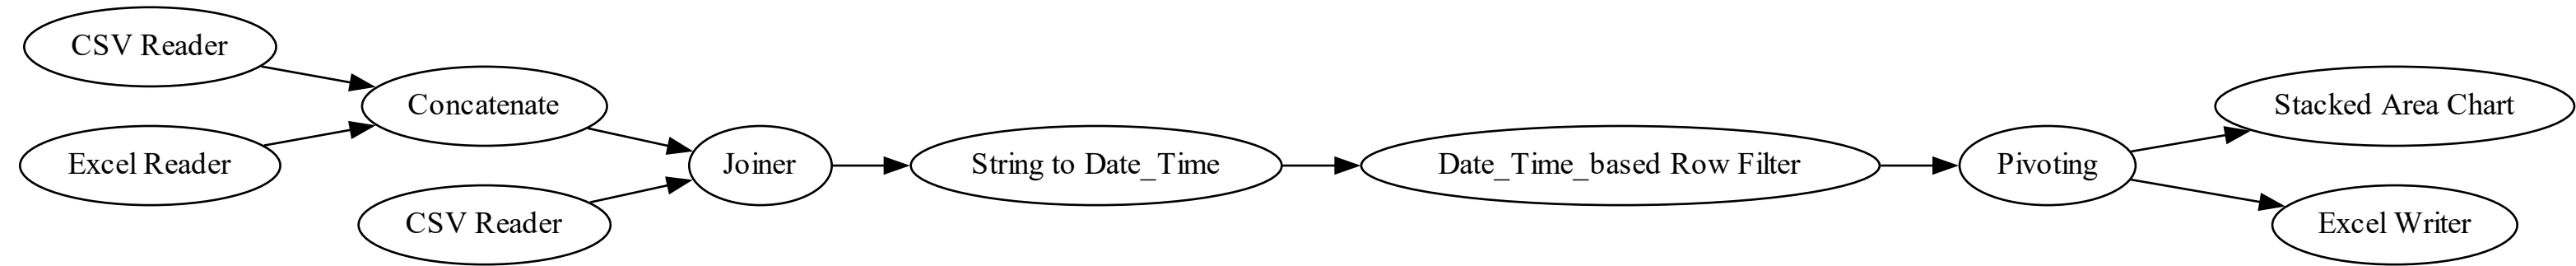 CSV Reader
Excel Reader
Concatenate
CSV Reader
Joiner
String to Date_Time
Date_Time_based Row Filter
Pivoting
Stacked Area Chart
Excel Writer